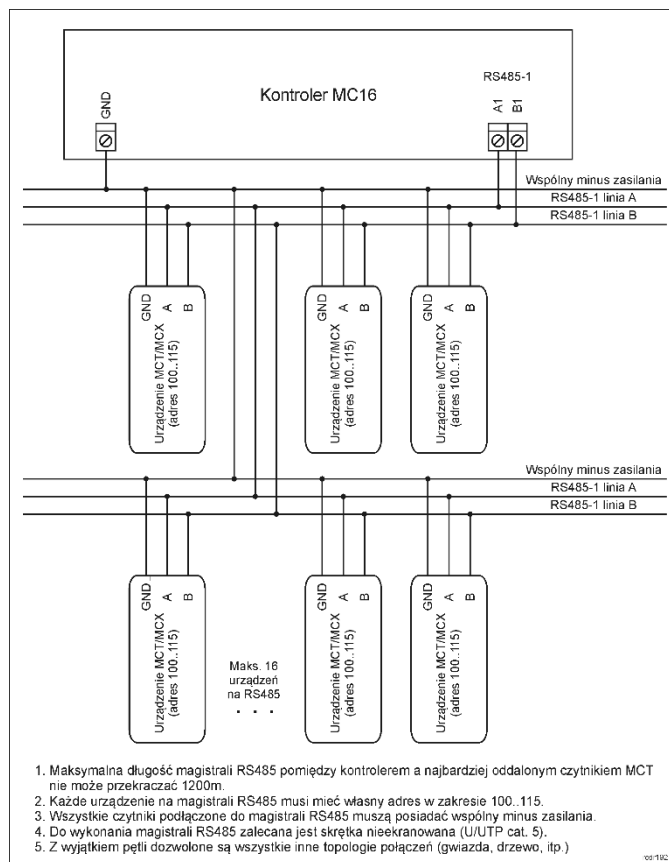 Kontroler MC16
RS485-1
GND
A1
B1
Wspólny minus zasilania
RS485-1 linia A
RS485-1 linia B
GND
A
B
Urządzenie MCT/MCX
(adres 100..115)
GND
A
B
Urządzenie MCT/MCX
(adres 100..115)
GND
A
B
Urządzenie MCT/MCX
(adres 100..115)
Wspólny minus zasilania
RS485-1 linia A
RS485-1 linia B
GND
A
B
Urządzenie MCT/MCX
(adres 100..115)
Maks. 16
urządzeń
na RS485
. . .
GND
A
B
Urządzenie MCT/MCX
(adres 100..115)
GND
A
B
Urządzenie MCT/MCX
(adres 100..115)
1. Maksymalna długość magistrali RS485 pomiędzy kontrolerem a najbardziej oddalonym czytnikiem MCT
nie może przekraczać 1200m.
2. Każde urządzenie na magistrali RS485 musi mieć własny adres w zakresie 100..115.
3. Wszystkie czytniki podłączone do magistrali RS485 muszą posiadać wspólny minus zasilania.
4. Do wykonania magistrali RS485 zalecana jest skrętka nieekranowana (U/UTP cat. 5).
5. Z wyjątkiem pętli dozwolone są wszystkie inne topologie połączeń (gwiazda, drzewo, itp.)